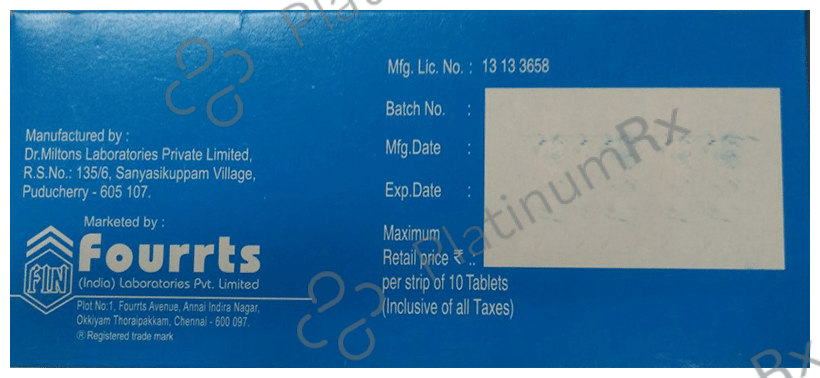 Mfg. Lic. No. : 13 13 3658
Batch No. :
Mfg.Date :
Exp.Date :
Maximum
Retail price ₹ .:
per strip of 10 Tablets
(Inclusive of all Taxes)
Manufactured by :
Dr.Miltons Laboratories Private Limited,
R.S.No.: 135/6, Sanyasikuppam Village,
Puducherry - 605 107.
Marketed by :
FIN
Fourrts
(India) Laboratories Pvt. Limited
Plot No:1, Fourrts Avenue, Annai Indira Nagar,
Okkiyam Thoraipakkam, Chennai - 600 097.
® Registered trade mark
PlatinumRx
Platinum
Rx